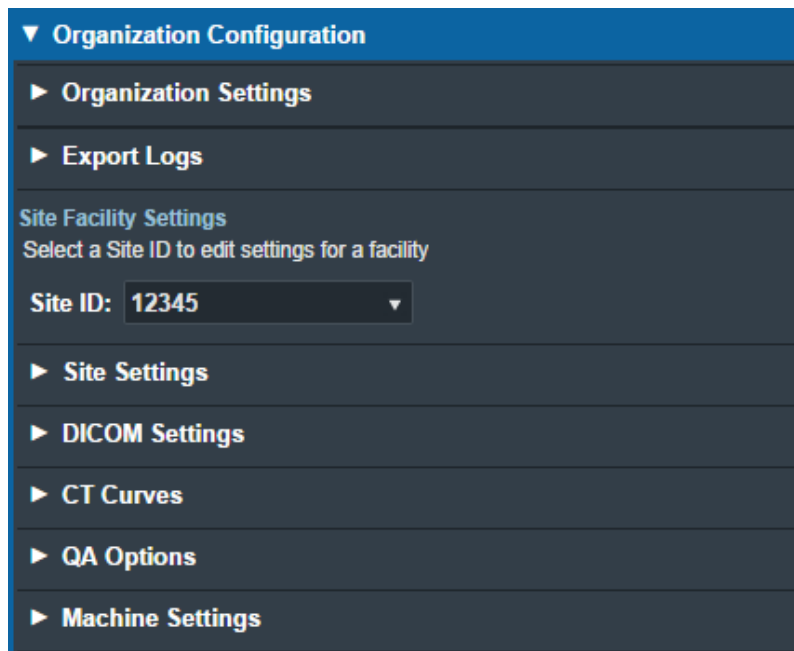 Organization Configuration
Organization Settings
Export Logs
Site Facility Settings
Select a Site ID to edit settings for a facility
Site ID: 12345
Site Settings
DICOM Settings
CT Curves
QA Options
Machine Settings